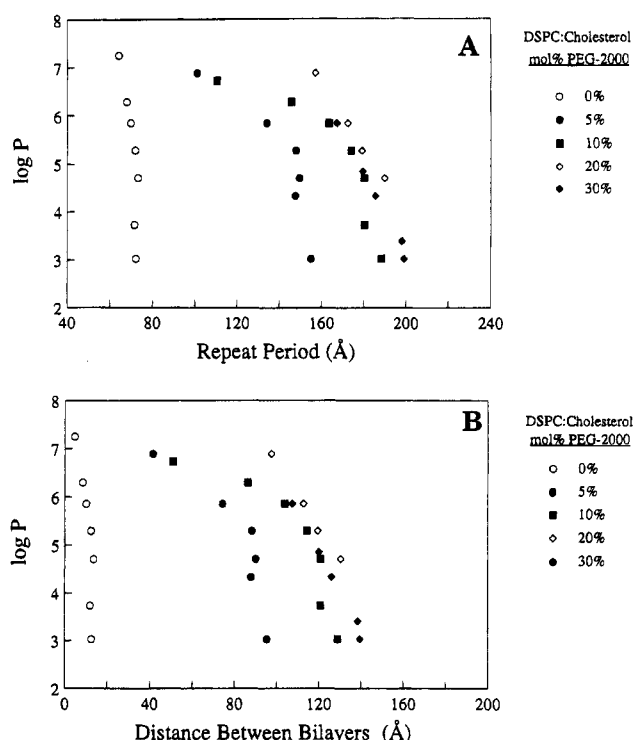 A
DSPC:Cholesterol
mol% PEG-2000
0%
5%
10%
20%
30%
log P
8
7
6
5
4
3
2
40 80 120 160 200 240
Repeat Period (Å)
B
DSPC:Cholesterol
mol% PEG-2000
0%
5%
10%
20%
30%
log P
8
7
6
5
4
3
2
0 40 80 120 160 200
Distance Between Bilayers (Å)